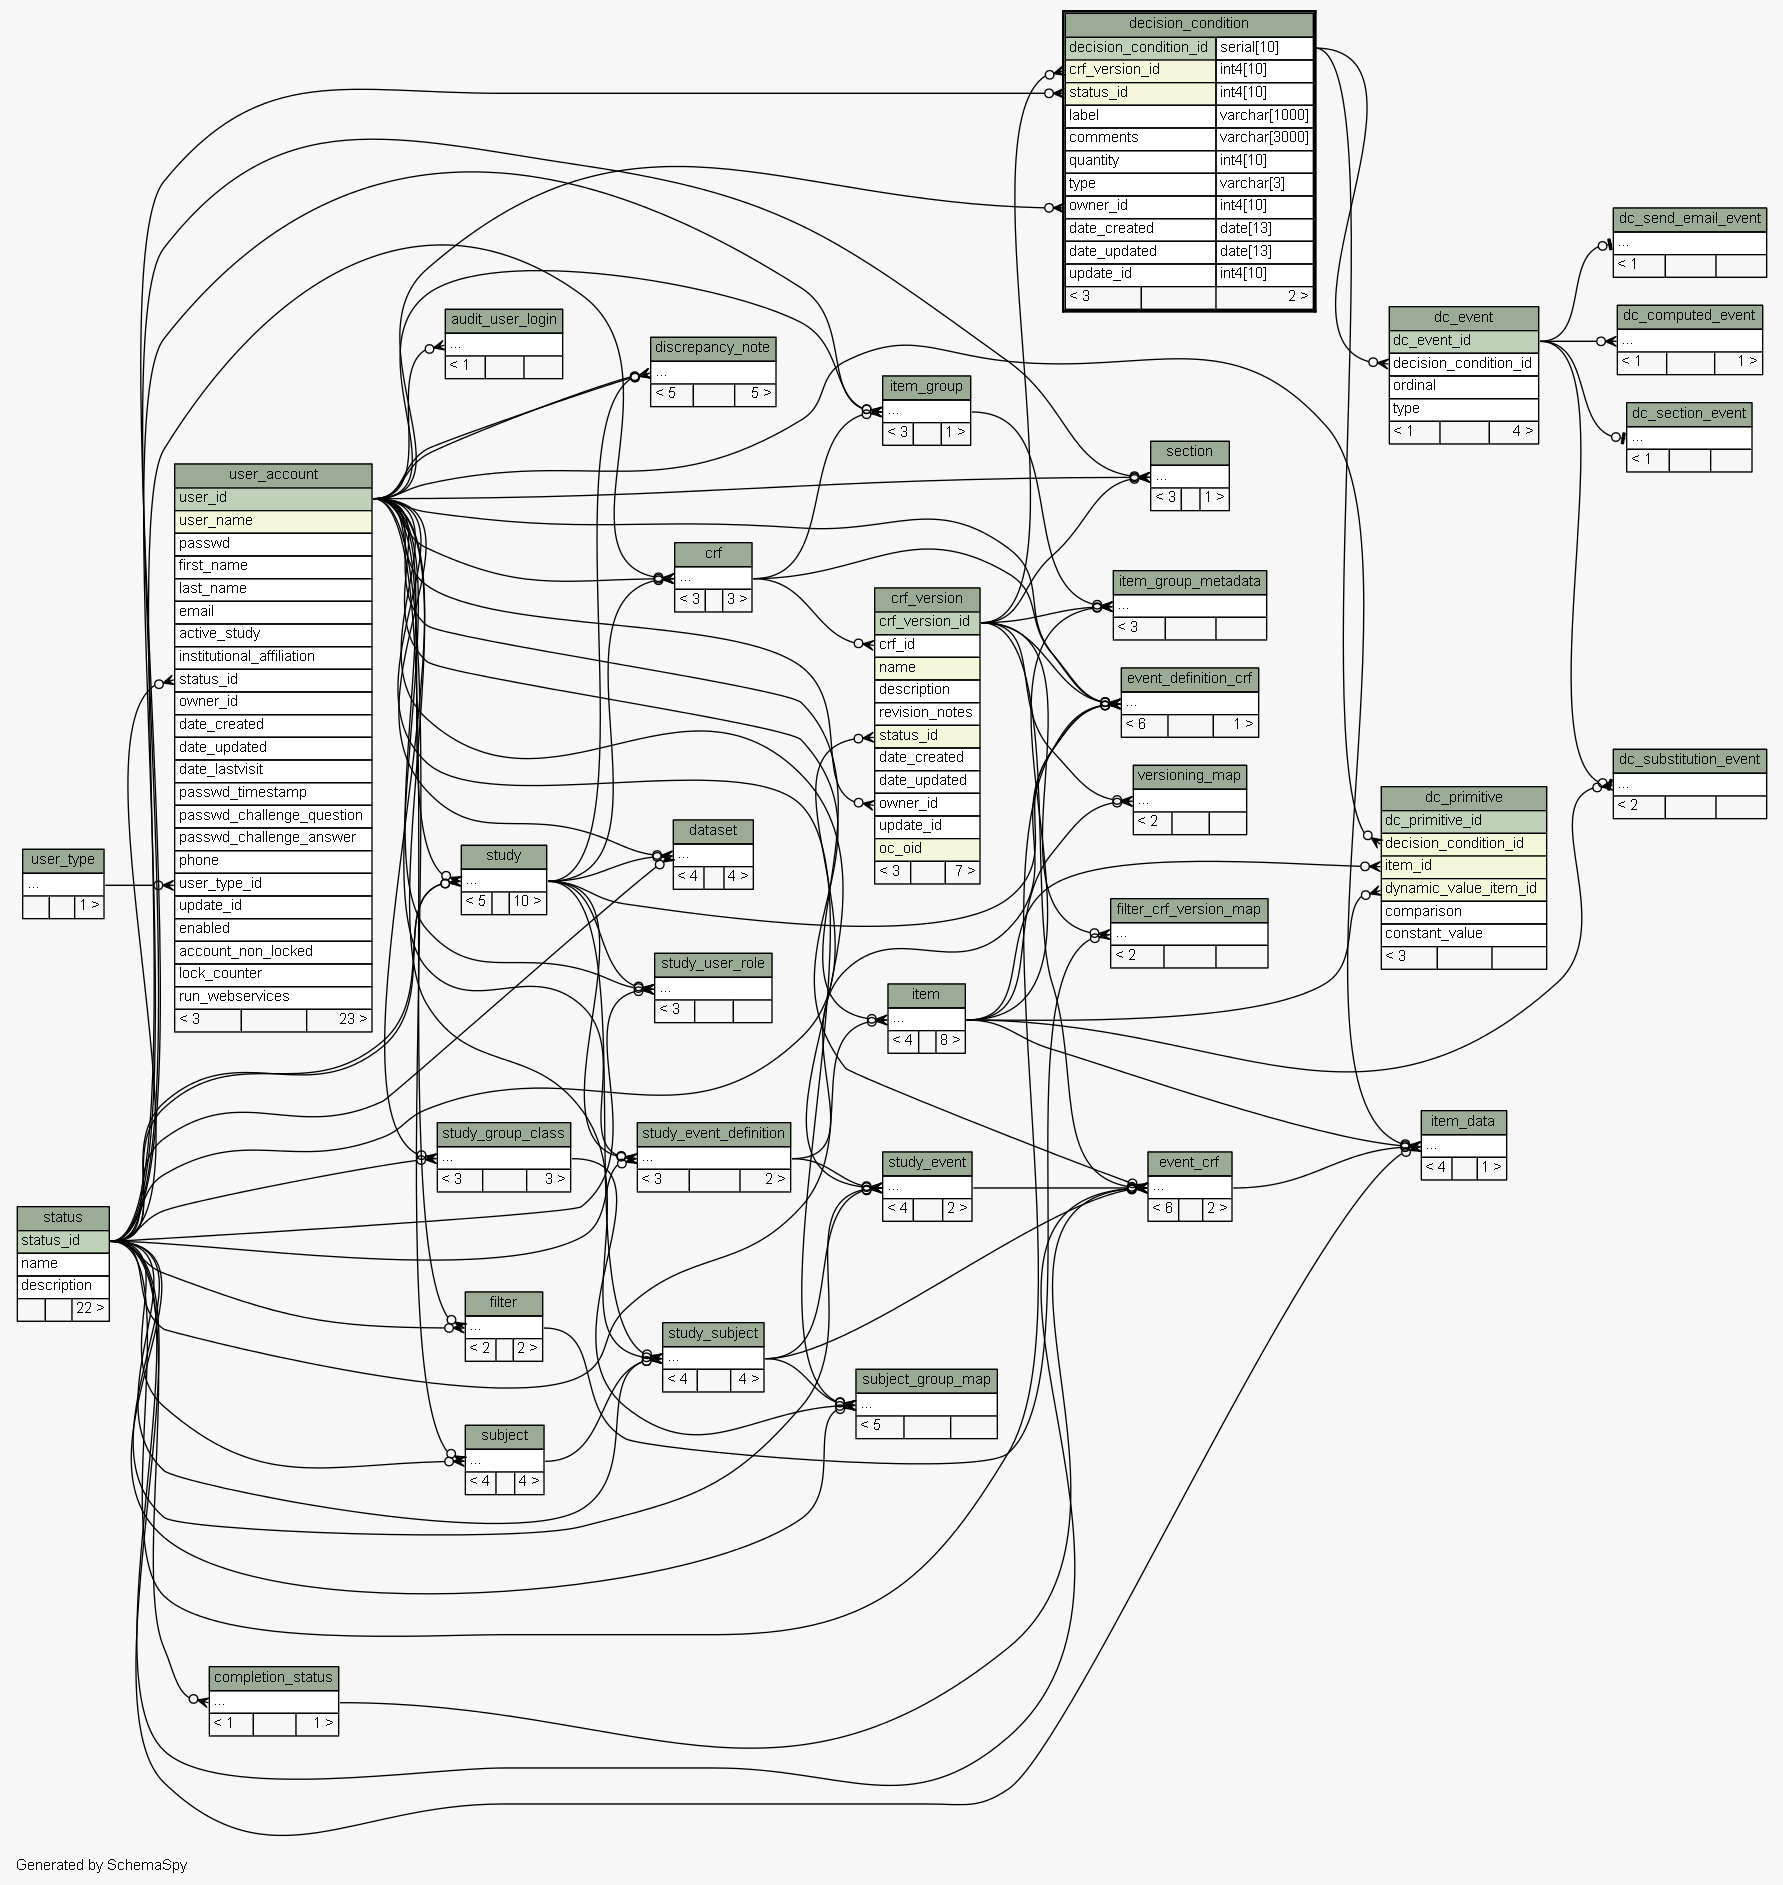 decision_condition
decision_condition_id serial[10]
crf_version_id int4[10]
status_id int4[10]
label varchar[1000]
comments varchar[3000]
quantity int4[10]
type varchar[3]
owner_id int4[10]
date_created date[13]
date_updated date[13]
update_id int4[10]
< 3 2 >
dc_send_email_event
...
< 1
dc_event
dc_event_id
decision_condition_id
ordinal
type
< 1 4 >
dc_computed_event
...
< 1 1 >
dc_section_event
...
< 1
audit_user_login
...
< 1
discrepancy_note
...
< 5 5 >
item_group
...
< 3 1 >
section
...
< 3 1 >
user_account
user_id
user_name
passwd
first_name
last_name
email
active_study
institutional_affiliation
status_id
owner_id
date_created
date_updated
date_lastvisit
passwd_timestamp
passwd_challenge_question
passwd_challenge_answer
phone
user_type_id
update_id
enabled
account_non_locked
lock_counter
run_webservices
< 3 23 >
crf
...
< 3 3 >
crf_version
crf_version_id
crf_id
name
description
revision_notes
status_id
date_created
date_updated
owner_id
update_id
oc_oid
< 3 7 >
item_group_metadata
...
< 3
event_definition_crf
...
< 6 1 >
versioning_map
...
< 2
dc_substitution_event
...
< 2
dc_primitive
dc_primitive_id
decision_condition_id
item_id
dynamic_value_item_id
comparison
constant_value
< 3
user_type
...
1 >
study
...
< 5 10 >
dataset
...
< 4 4 >
filter_crf_version_map
...
< 2
study_user_role
...
< 3
item
...
< 4 8 >
item_data
...
< 4 1 >
study_group_class
...
< 3 3 >
study_event_definition
...
< 3 2 >
study_event
...
< 4 2 >
event_crf
...
< 6 2 >
status
status_id
name
description
22 >
filter
...
< 2 2 >
study_subject
...
< 4 4 >
subject_group_map
...
< 5
subject
...
< 4 4 >
completion_status
...
< 1 1 >
Generated by SchemaSpy